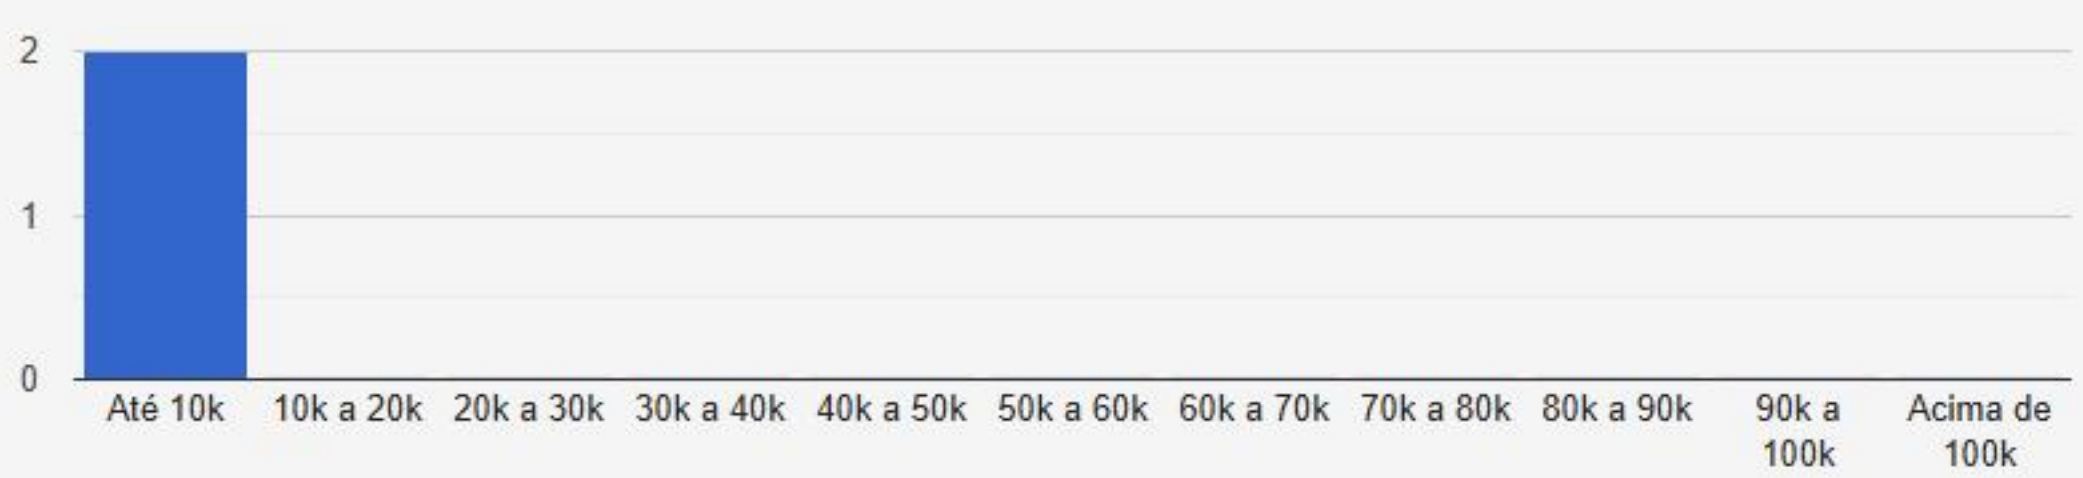 2
1
0
Até 10k
10k a 20k
20k a 30k
30k a 40k
40k a 50k
50k a 60k
60k a 70k
70k a 80k
80k a 90k
90k a
100k
Acima de
100k